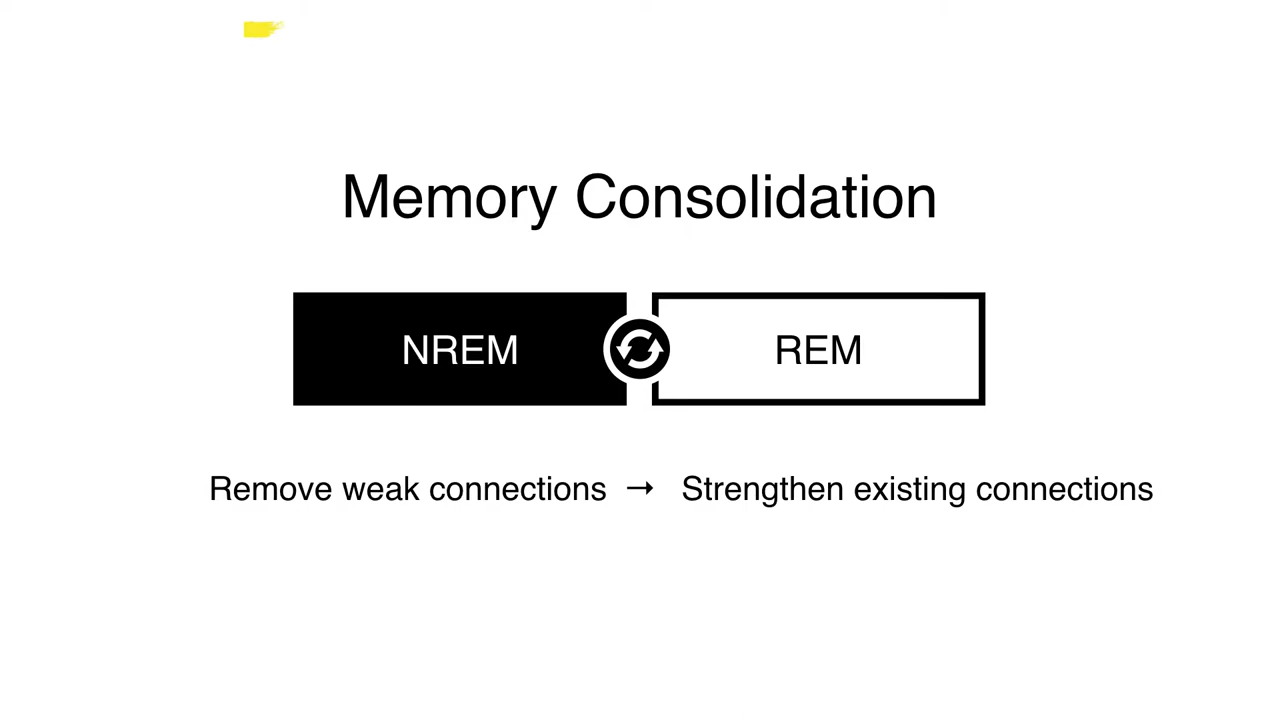 Memory Consolidation
NREM REM
Remove weak connections → Strengthen existing connections